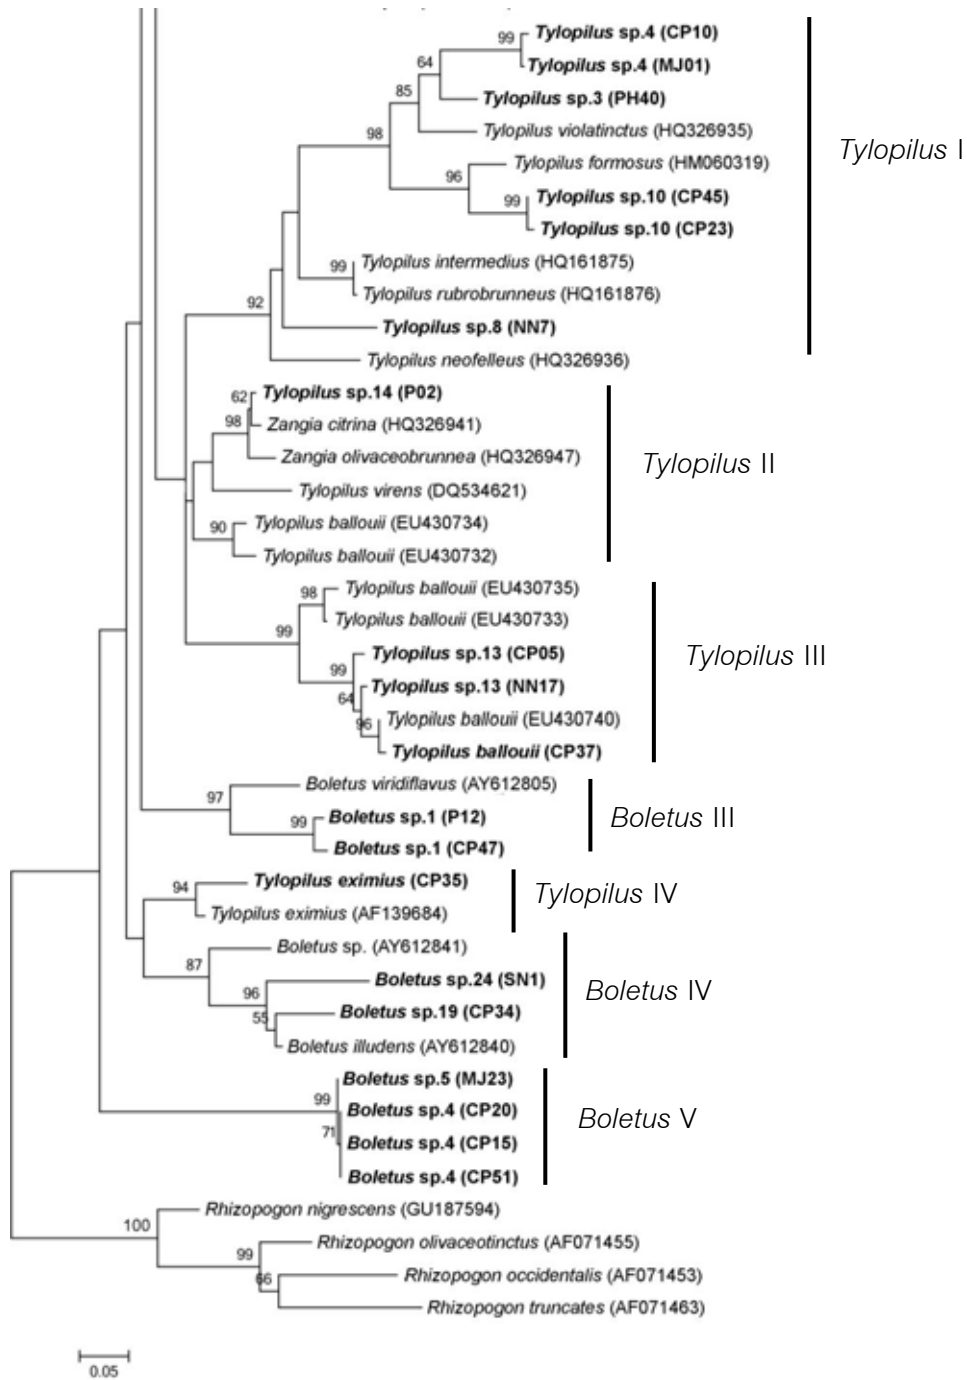 99 Tylopilus sp.4 (CP10)
64 Tylopilus sp.4 (MJ01)
85 Tylopilus sp.3 (PH40)
98 Tylopilus violatinctus (HQ326935)
Tylopilus I
96 Tylopilus formosus (HM060319)
99 Tylopilus sp.10 (CP45)
Tylopilus sp.10 (CP23)
99 Tylopilus intermedius (HQ161875)
92 Tylopilus rubrobrunneus (HQ161876)
Tylopilus sp.8 (NN7)
Tylopilus neofelleus (HQ326936)
62 Tylopilus sp.14 (P02)
98 Zangia citrina (HQ326941)
Zangia olivaceobrunnea (HQ326947)
Tylopilus II
Tylopilus virens (DQ534621)
90 Tylopilus ballouii (EU430734)
Tylopilus ballouii (EU430732)
98 Tylopilus ballouii (EU430735)
99 Tylopilus ballouii (EU430733)
99 Tylopilus sp.13 (CP05)
Tylopilus III
64 Tylopilus sp.13 (NN17)
96 Tylopilus ballouii (EU430740)
Tylopilus ballouii (CP37)
97 Boletus viridiflavus (AY612805)
99 Boletus sp.1 (P12)
Boletus III
Boletus sp.1 (CP47)
94 Tylopilus eximius (CP35)
Tylopilus IV
Tylopilus eximius (AF139684)
87 Boletus sp. (AY612841)
96 Boletus sp.24 (SN1)
Boletus IV
55 Boletus sp.19 (CP34)
Boletus illudens (AY612840)
99 Boletus sp.5 (MJ23)
71 Boletus sp.4 (CP20)
Boletus V
Boletus sp.4 (CP15)
Boletus sp.4 (CP51)
100 Rhizopogon nigrescens (GU187594)
99 Rhizopogon olivaceotinctus (AF071455)
66 Rhizopogon occidentalis (AF071453)
Rhizopogon truncates (AF071463)
0.05